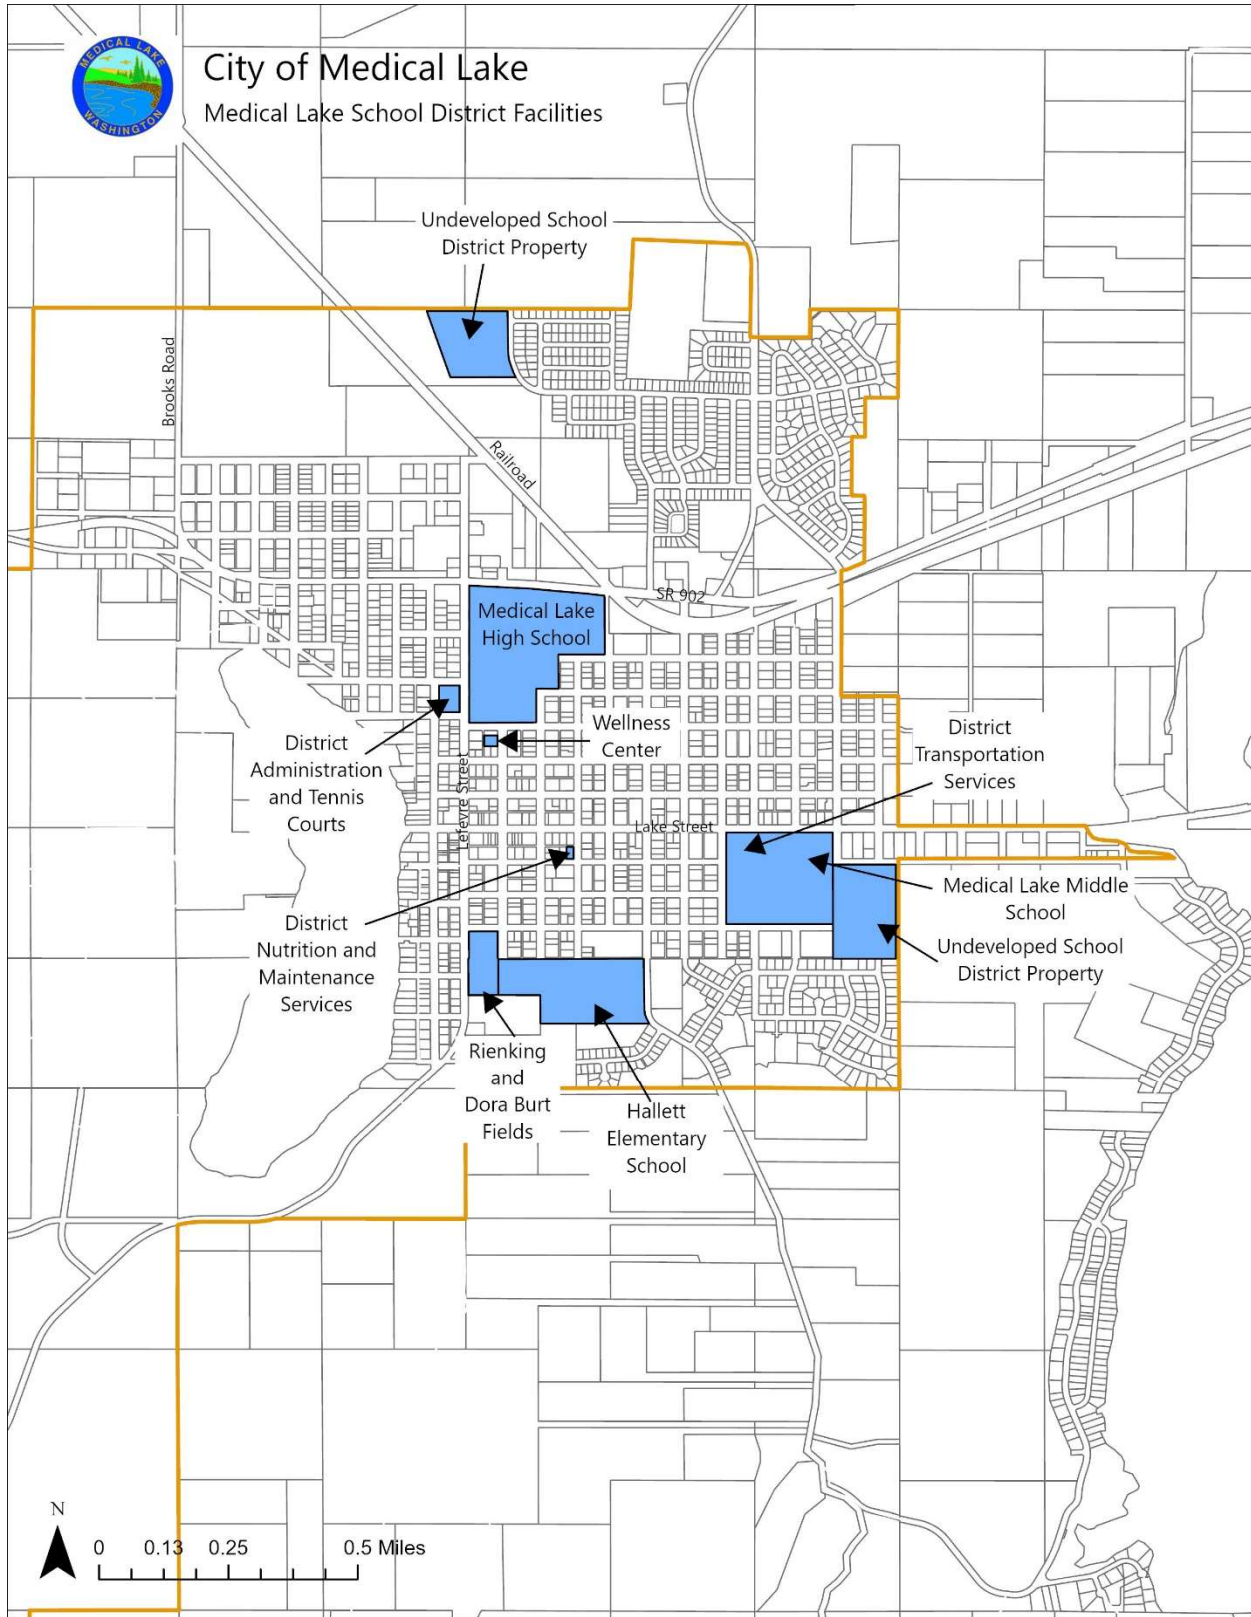 MEDICAL LAKE
WASHINGTON
City of Medical Lake
Medical Lake School District Facilities
Undeveloped School
District Property
Brooks Road
Railroad
SR 902
Medical Lake
High School
Wellness
Center
District
Transportation
Services
District
Administration
and Tennis
Courts
Lefevre Street
Lake Street
Medical Lake Middle
School
District
Nutrition and
Maintenance
Services
Undeveloped School
District Property
Rienking
and
Dora Burt
Fields
Hallett
Elementary
School
N
0 0.13 0.25 0.5 Miles